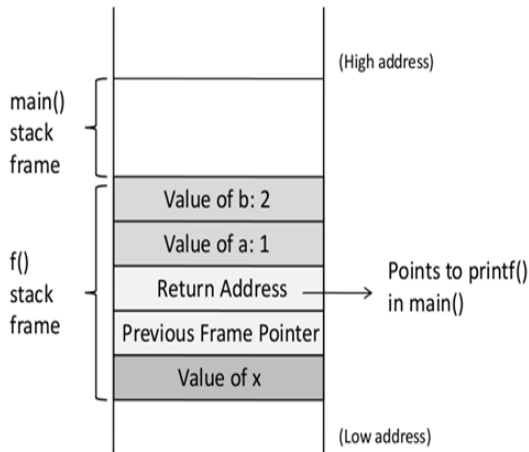 (High address)
main()
stack
frame
Value of b: 2
Value of a: 1
f()
stack
frame
Return Address
Points to printf()
in main()
Previous Frame Pointer
Value of x
(Low address)